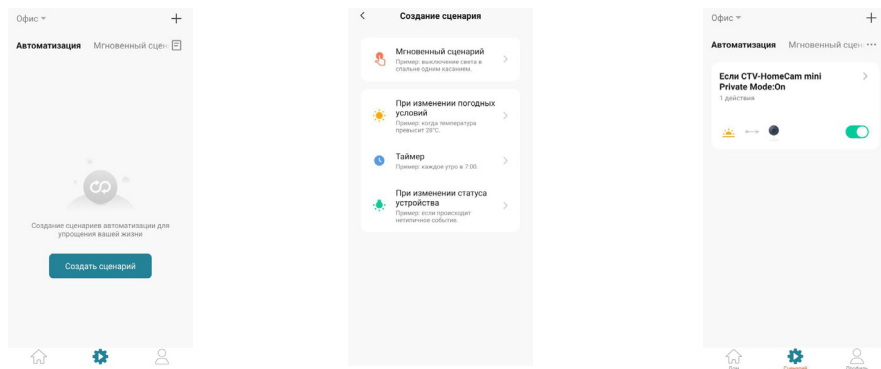 Офис
Автоматизация Мгновенный сцен
Создание сценариев автоматизации для
упрощения вашей жизни
Создать сценарий
Создание сценария
Мгновенный сценарий
Пример: выключение света в
спальне одним касанием.
При изменении погодных
условий
Пример: когда температура
превысит 28°C.
Таймер
Пример: каждое утро в 7:00.
При изменении статуса
устройства
Пример: если происходит
нетипичное событие.
Офис
Автоматизация Мгновенный сцен
Если CTV-HomeCam mini
Private Mode:On
1 действия
Дом Сценарий Профиль